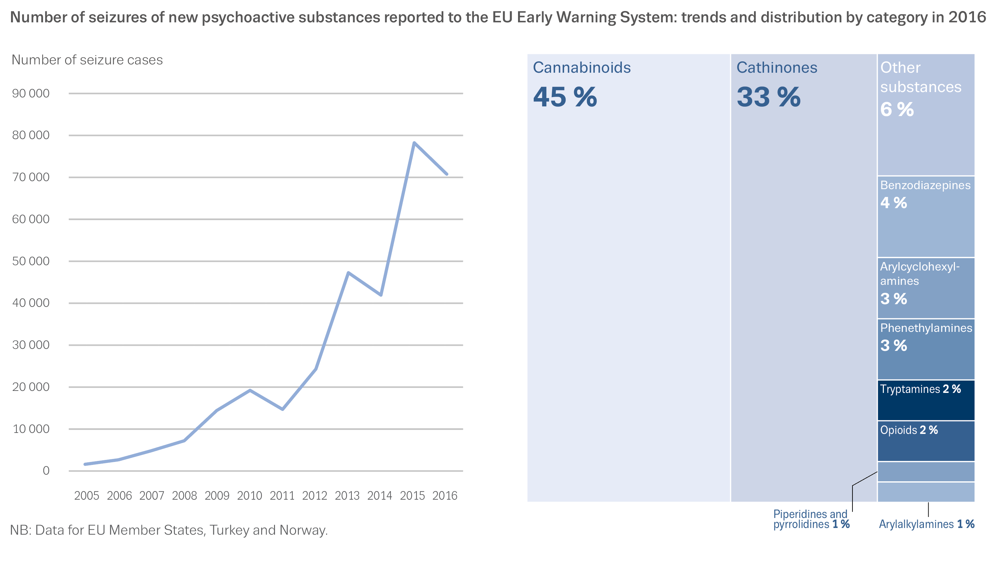 Number of seizures of new psychoactive substances reported to the EU Early Warning System: trends and distribution by category in 2016
Number of seizure cases
90 000
80 000
70 000
60 000
50 000
40 000
30 000
20 000
10 000
0
2005 2006 2007 2008 2009 2010 2011 2012 2013 2014 2015 2016
Cannabinoids
45 %
Cathinones
33 %
Other
substances
6 %
Benzodiazepines
4 %
Arylcyclohexyl-
amines
3 %
Phenethylamines
3 %
Tryptamines 2 %
Opioids 2 %
Piperidines and
pyrrolidines 1 %
Arylalkylamines 1 %
NB: Data for EU Member States, Turkey and Norway.